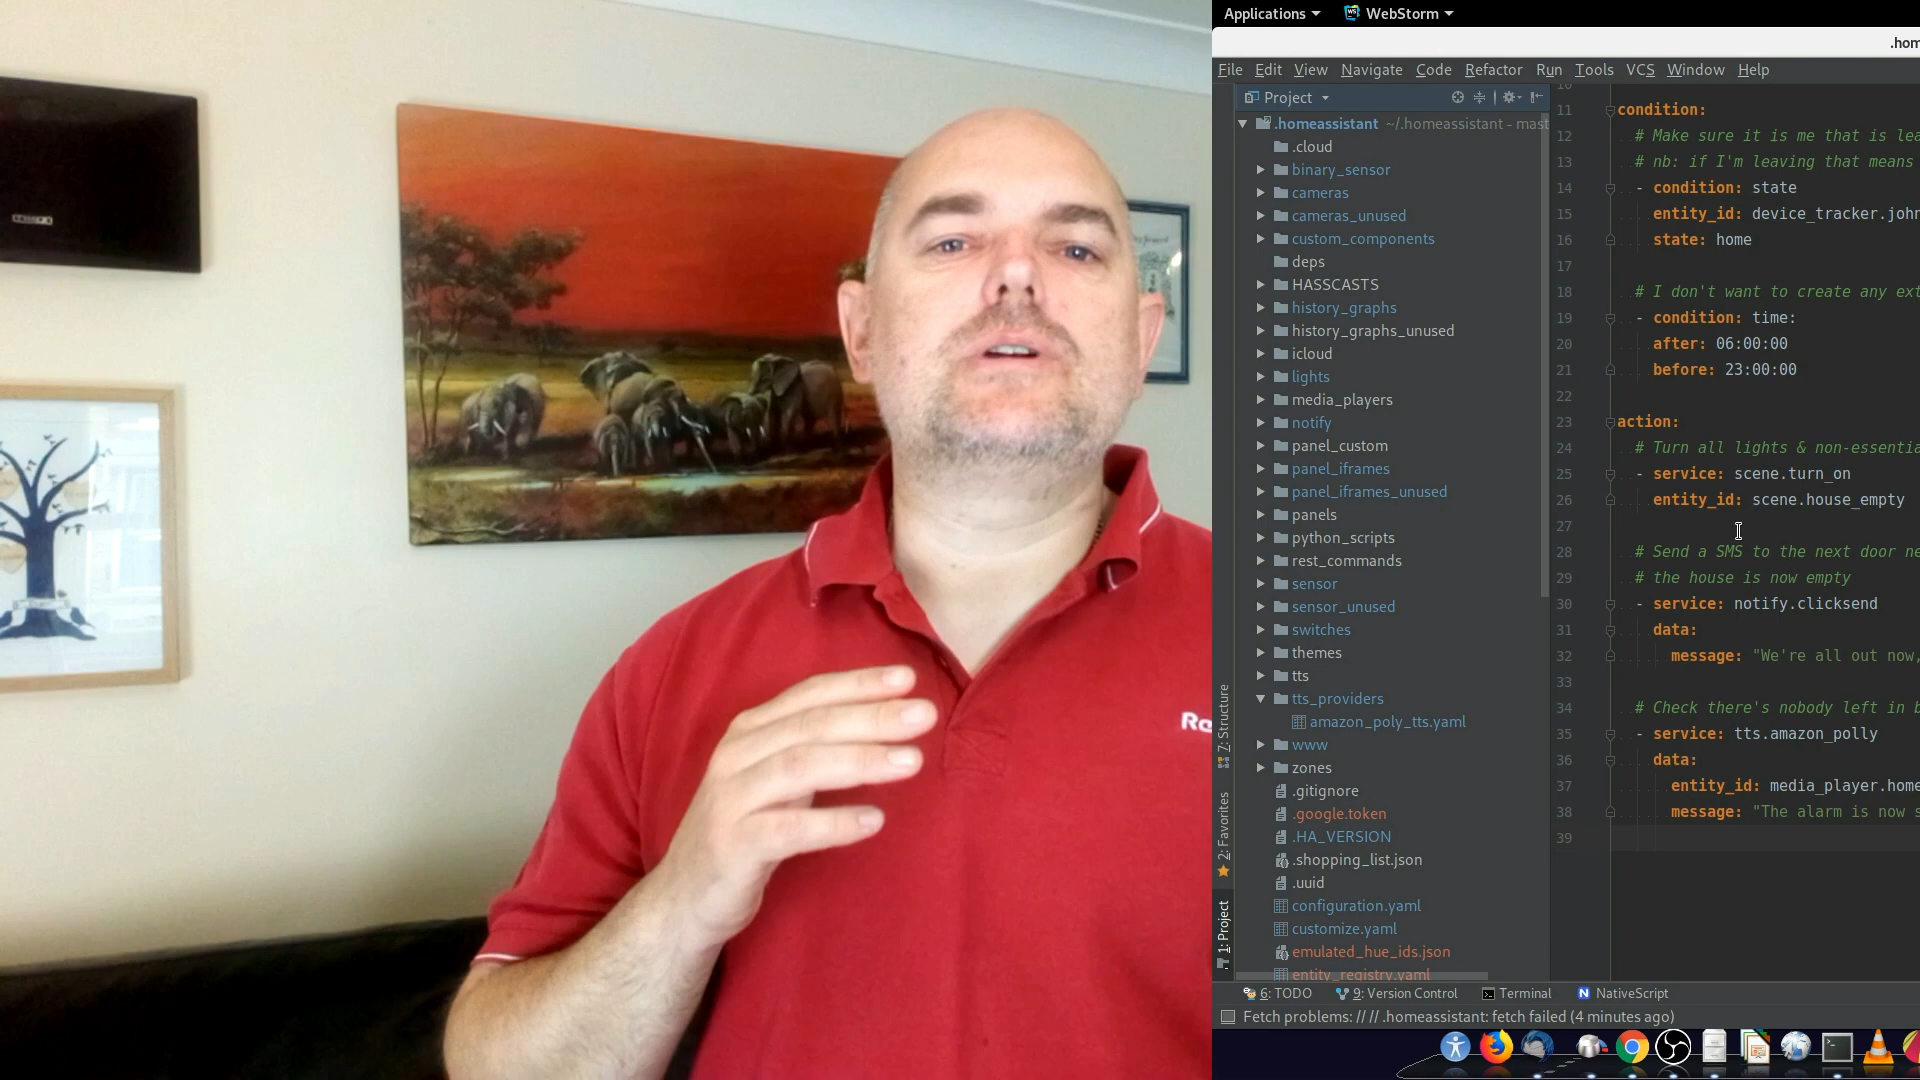 Applications
WebStorm
.hom
File Edit View Navigate Code Refactor Run Tools VCS Window Help
Project
.homeassistant ~/.homeassistant - mast
.cloud
binary_sensor
cameras
cameras_unused
custom_components
deps
HASSCASTS
history_graphs
history_graphs_unused
icloud
lights
media_players
notify
panel_custom
panel_iframes
panel_iframes_unused
panels
python_scripts
rest_commands
sensor
sensor_unused
switches
themes
tts
tts_providers
amazon_poly_tts.yaml
www
zones
.gitignore
.google.token
.HA_VERSION
.shopping_list.json
.uuid
configuration.yaml
customize.yaml
emulated_hue_ids.json
entity_registry.yaml
7: Structure
2: Favorites
1: Project
10
11 condition:
12 # Make sure it is me that is lea
13 # nb: if I'm leaving that means
14 - condition: state
15 entity_id: device_tracker.john
16 state: home
17
18 # I don't want to create any ext
19 - condition: time:
20 after: 06:00:00
21 before: 23:00:00
22
23 action:
24 # Turn all lights & non-essentia
25 - service: scene.turn_on
26 entity_id: scene.house_empty
27
28 # Send a SMS to the next door ne
29 # the house is now empty
30 - service: notify.clicksend
31 data:
32 message: "We're all out now,
33
34 # Check there's nobody left in b
35 - service: tts.amazon_polly
36 data:
37 entity_id: media_player.home
38 message: "The alarm is now s
39
6: TODO 9: Version Control Terminal NativeScript
Fetch problems: // // .homeassistant: fetch failed (4 minutes ago)
Re